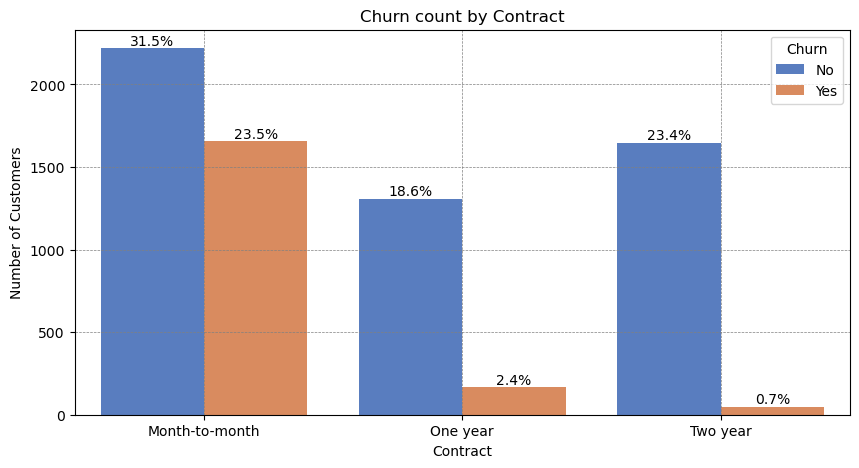 Churn count by Contract
31.5%
23.5%
18.6%
2.4%
23.4%
0.7%
Churn
No
Yes
2000
1500
1000
500
0
Number of Customers
Month-to-month
One year
Two year
Contract